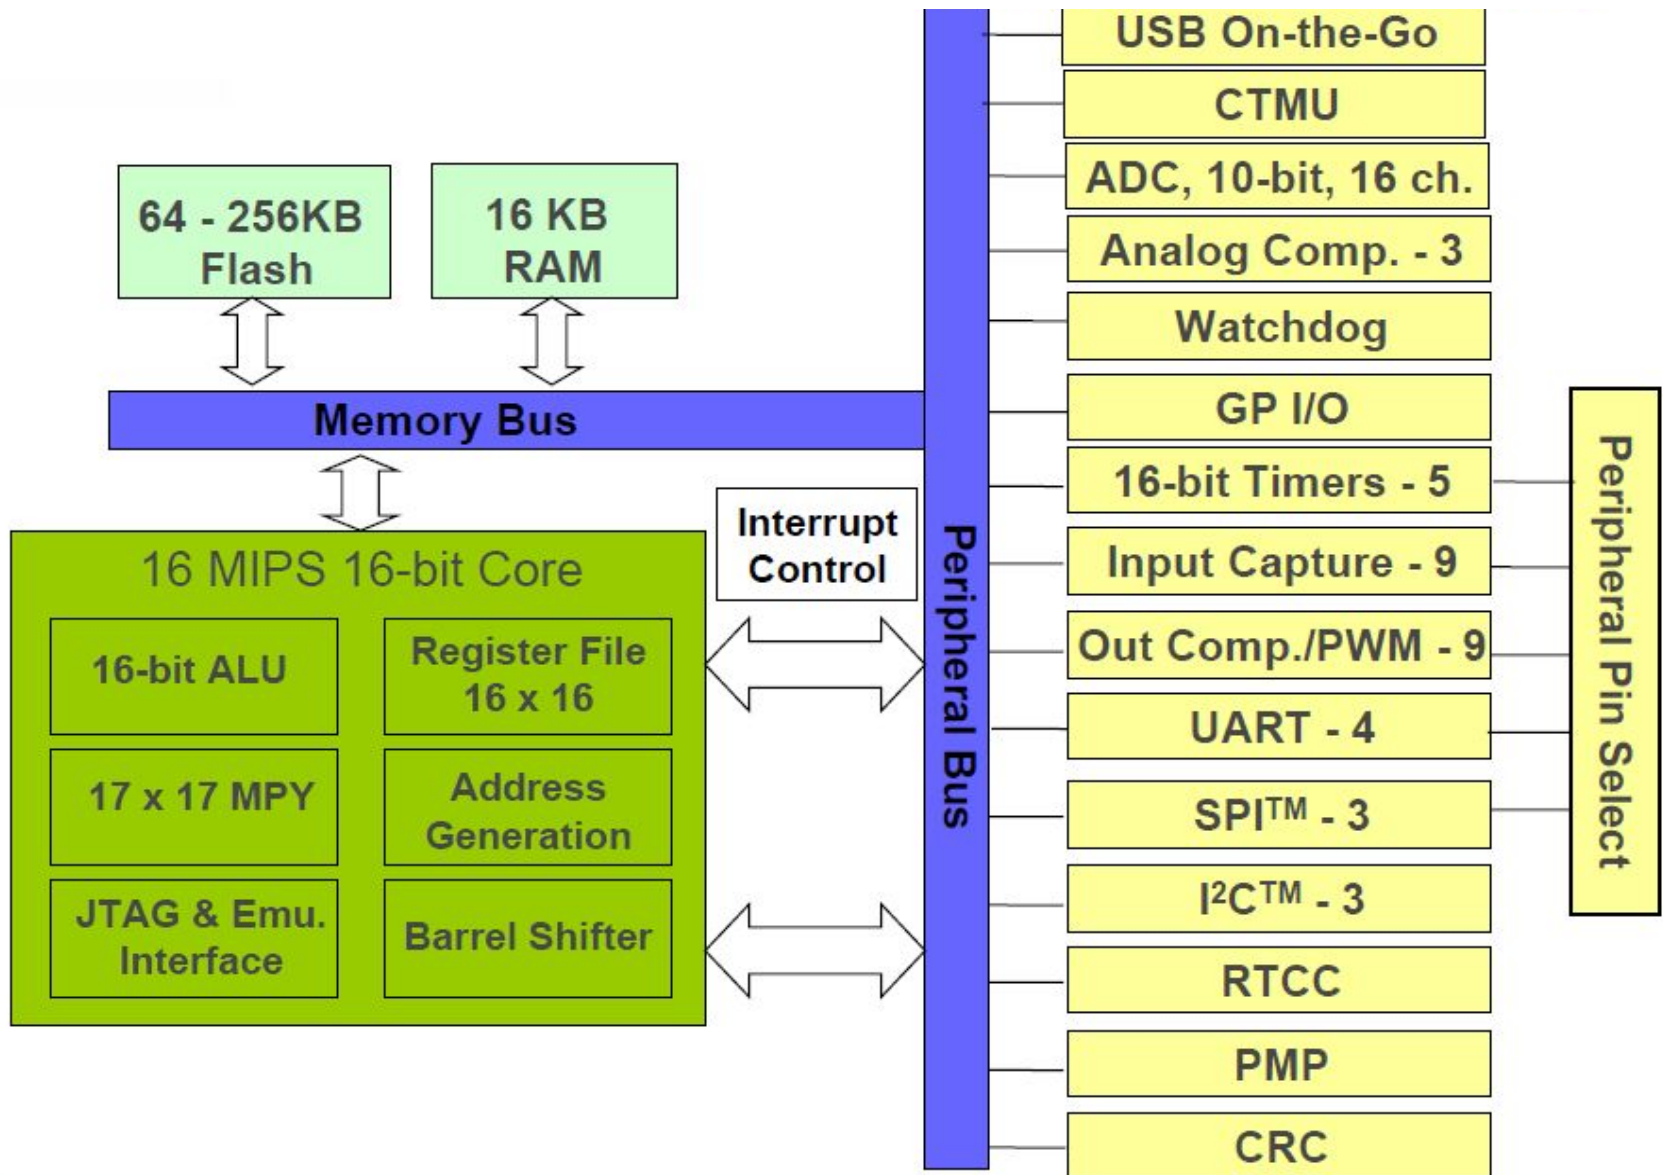 64 - 256KB
Flash
16 KB
RAM
Memory Bus
16 MIPS 16-bit Core
16-bit ALU
Register File
16 x 16
17 x 17 MPY
Address
Generation
JTAG & Emu.
Interface
Barrel Shifter
Interrupt
Control
Peripheral Bus
USB On-the-Go
CTMU
ADC, 10-bit, 16 ch.
Analog Comp. - 3
Watchdog
GP I/O
16-bit Timers - 5
Input Capture - 9
Out Comp./PWM - 9
UART - 4
SPI™ - 3
I²C™ - 3
RTCC
PMP
CRC
Peripheral Pin Select